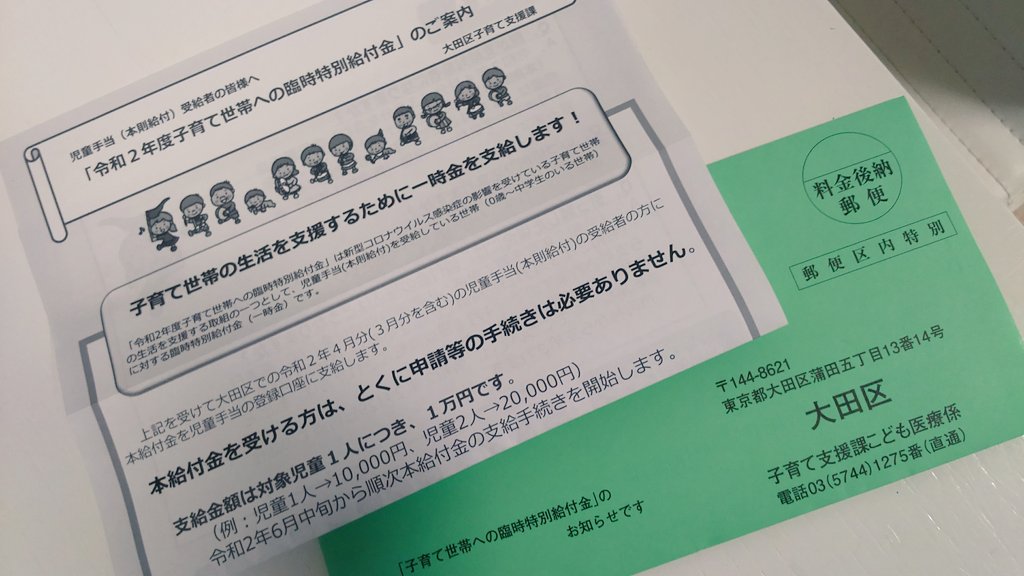 児童手当（本則給付）受給者の皆様へ
「令和２年度子育て世帯への臨時特別給付金」のご案内
大田区子育て支援課
子育て世帯の生活を支援するために一時金を支給します！
「令和2年度子育て世帯への臨時特別給付金」は新型コロナウイルス感染症の影響を受けている子育て世帯
の生活を支援する取組の一つとして、児童手当(本則給付)を受給している世帯（０歳～中学生のいる世帯）
に対する臨時特別給付金（一時金）です。
上記を受けて大田区での令和２年４月分(３月分を含む)の児童手当(本則給付)の受給者の方に
本給付金を児童手当の登録口座に支給します。
本給付金を受ける方は、とくに申請等の手続きは必要ありません。
支給金額は対象児童１人につき、１万円です。
（例：児童1人→10,000円、児童2人→20,000円）
令和2年6月中旬から順次本給付金の支給手続きを開始します。
料金後納
郵便
郵便区内特別
〒144-8621
東京都大田区蒲田五丁目13番14号
大田区
子育て支援課こども医療係
電話03(5744)1275番(直通)
「子育て世帯への臨時特別給付金」の
お知らせです